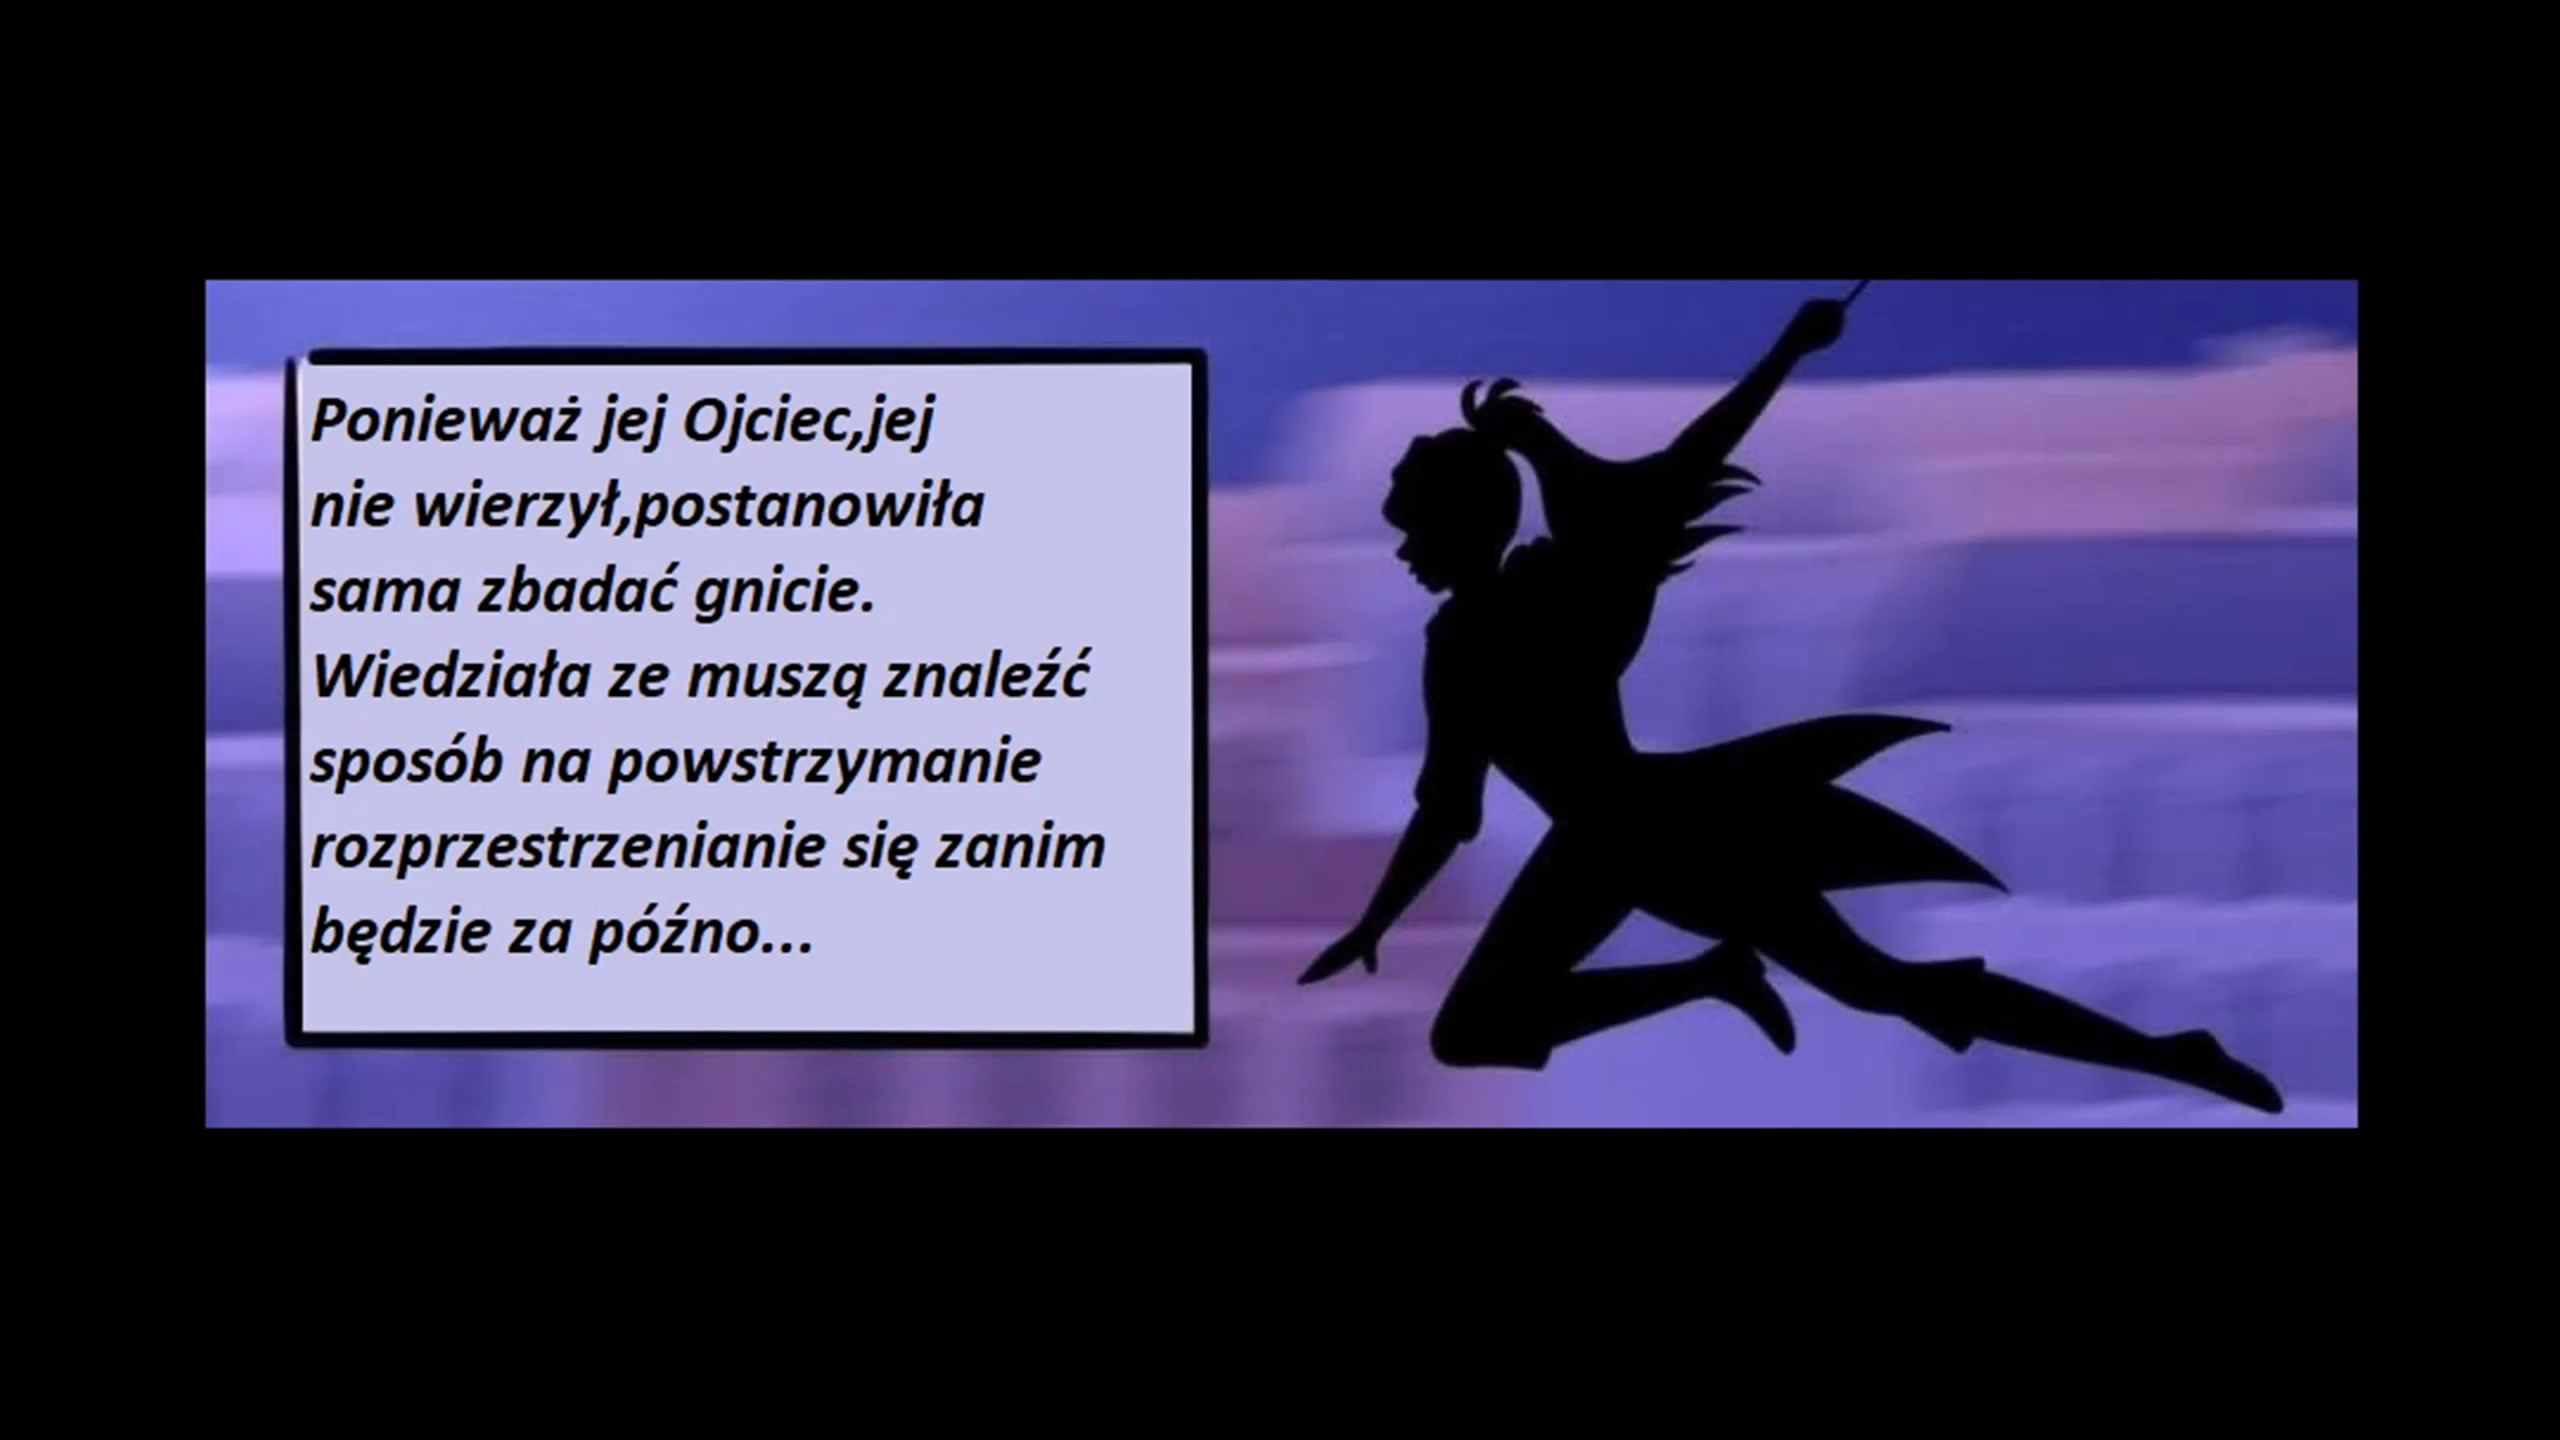 Ponieważ jej Ojciec,jej
nie wierzył,postanowiła
sama zbadać gnicie.
Wiedziała ze muszą znaleźć
sposób na powstrzymanie
rozprzestrzenianie się zanim
będzie za późno...